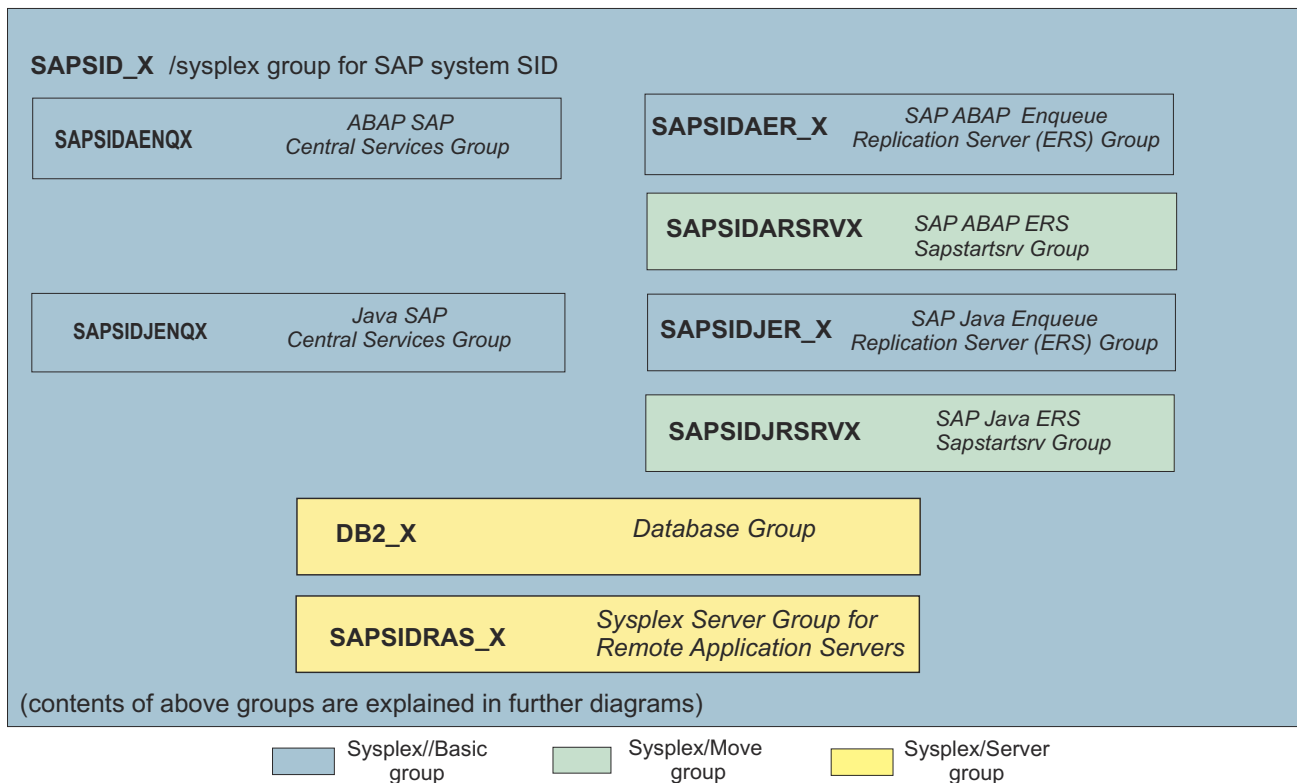 SAPSID_X /sysplex group for SAP system SID
SAPSIDAENQX
ABAP SAP
Central Services Group
SAPSIDAER_X
SAP ABAP Enqueue
Replication Server (ERS) Group
SAPSIDARSRVX
SAP ABAP ERS
Sapstartsrv Group
SAPSIDJENQX
Java SAP
Central Services Group
SAPSIDJER_X
SAP Java Enqueue
Replication Server (ERS) Group
SAPSIDJRSRVX
SAP Java ERS
Sapstartsrv Group
DB2_X
Database Group
SAPSIDRAS_X
Sysplex Server Group for
Remote Application Servers
(contents of above groups are explained in further diagrams)
Sysplex//Basic
group
Sysplex/Move
group
Sysplex/Server
group